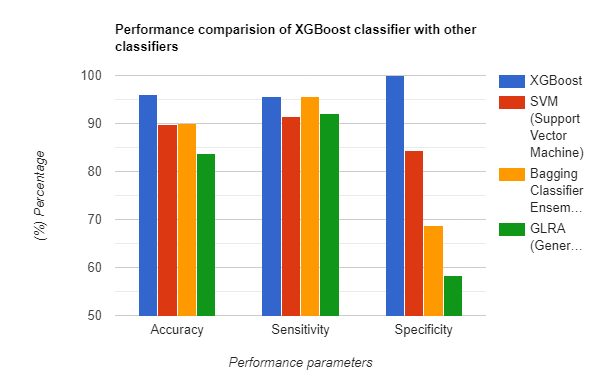 Performance comparision of XGBoost classifier with other
classifiers
100
90
80
70
60
50
(%) Percentage
Accuracy
Sensitivity
Specificity
Performance parameters
XGBoost
SVM
(Support
Vector
Machine)
Bagging
Classifier
Ensem...
GLRA
(Gener...